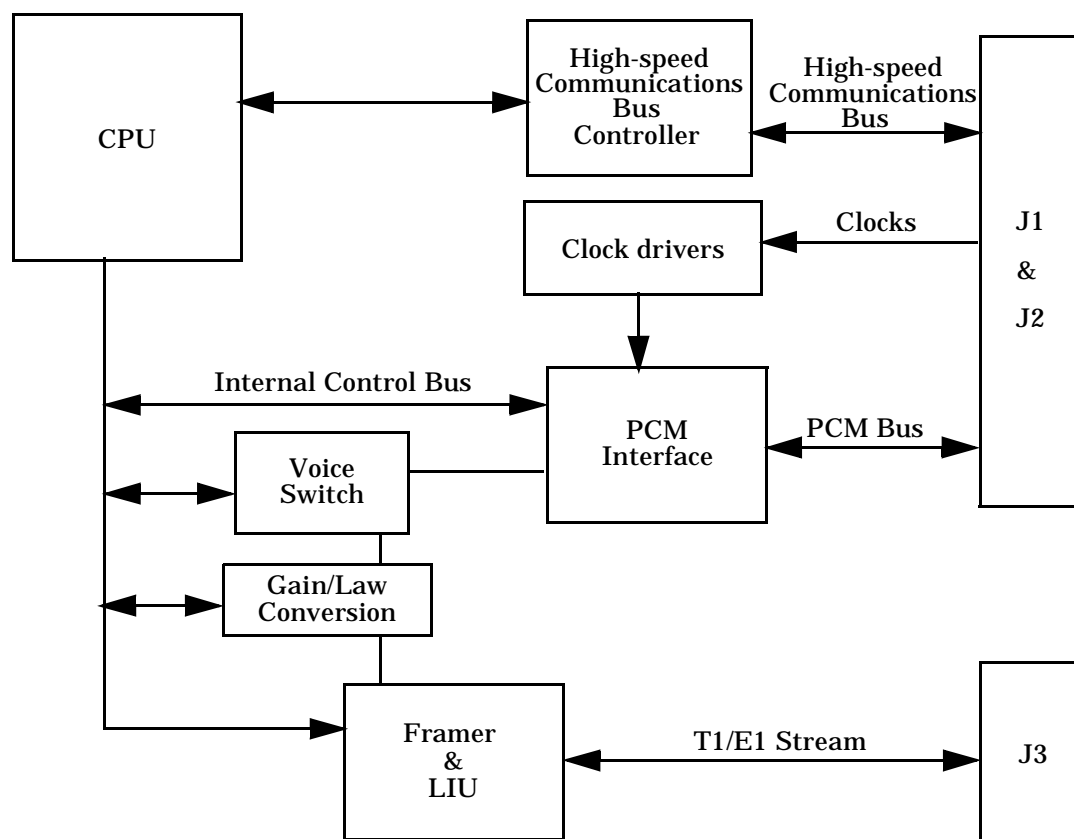 CPU
High-speed
Communications
Bus
Controller
High-speed
Communications
Bus
Clock drivers
Clocks
J1
&
J2
Internal Control Bus
PCM
Interface
PCM Bus
Voice
Switch
Gain/Law
Conversion
Framer
&
LIU
T1/E1 Stream
J3